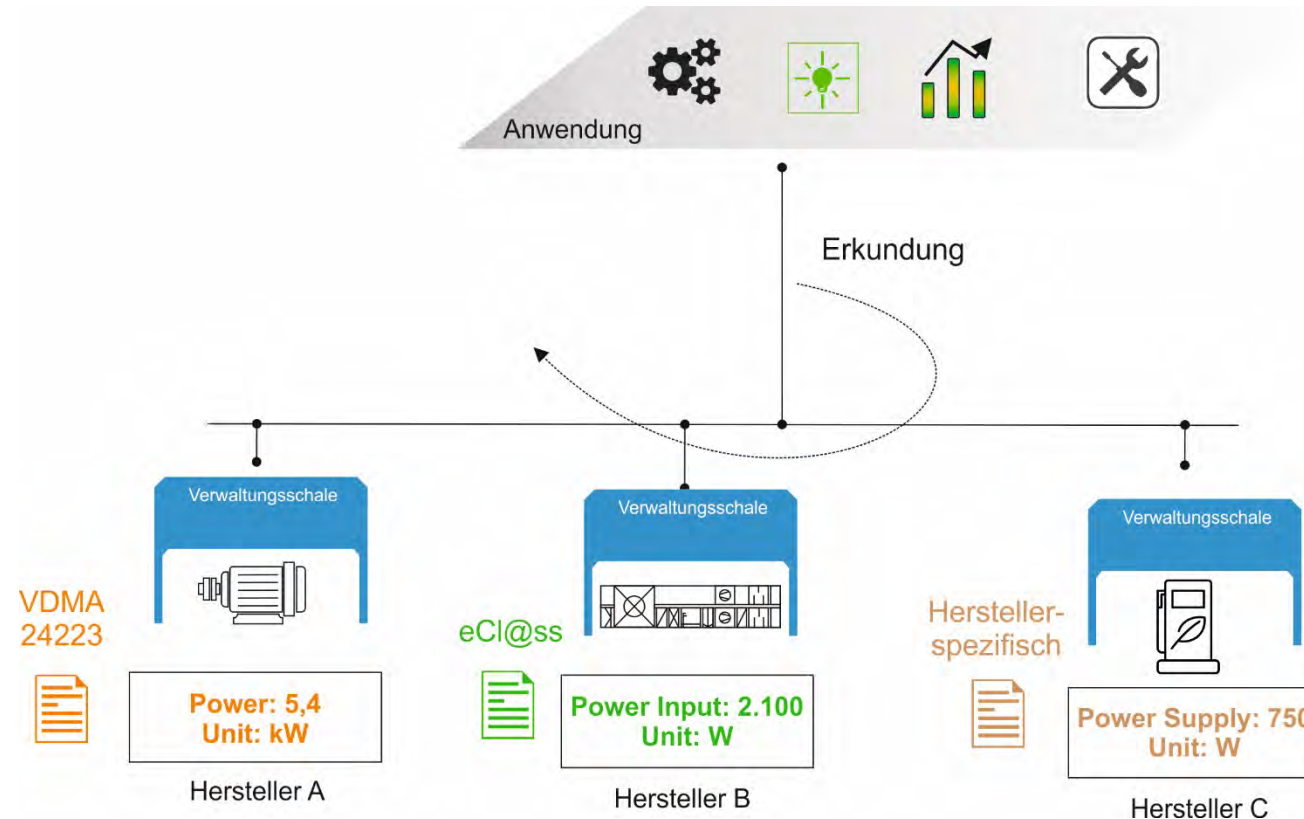 Anwendung
Erkundung
Verwaltungsschale
Verwaltungsschale
Verwaltungsschale
VDMA
24223
Power: 5,4
Unit: kW
Hersteller A
eCl@ss
Power Input: 2.100
Unit: W
Hersteller B
Hersteller-
spezifisch
Power Supply: 750
Unit: W
Hersteller C